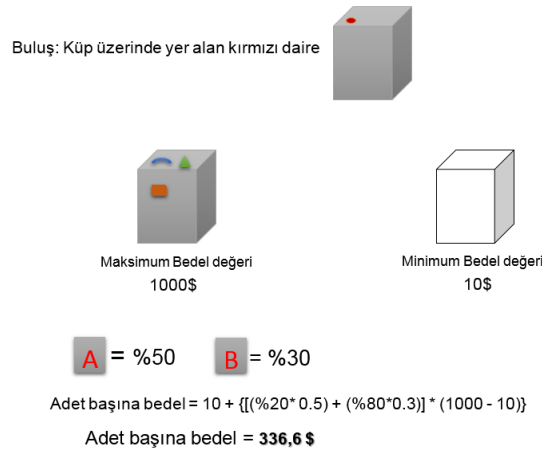 Buluş: Küp üzerinde yer alan kırmızı daire
Maksimum Bedel değeri
1000$
Minimum Bedel değeri
10$
A = %50
B = %30
Adet başına bedel = 10 + {[(%20* 0.5) + (%80*0.3)] * (1000 - 10)}
Adet başına bedel = 336,6 $